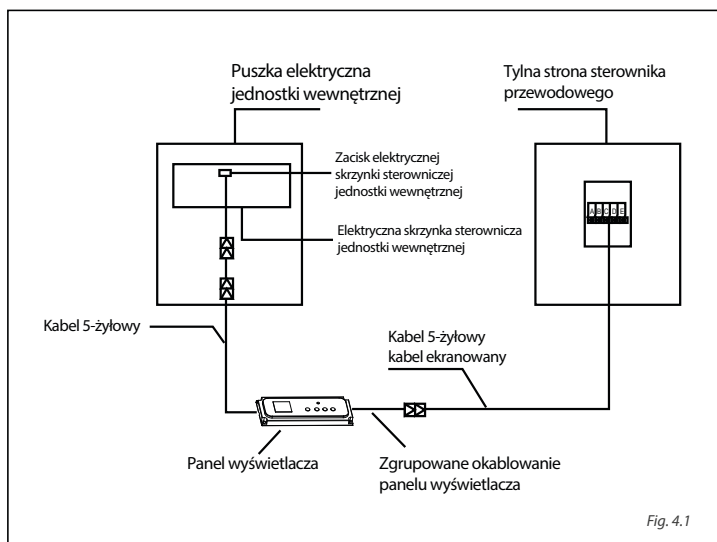 Puszka elektryczna
jednostki wewnętrznej
Tylna strona sterownika
przewodowego
Zacisk elektrycznej
skrzynki sterowniczej
jednostki wewnętrznej
A B C D E
Elektryczna skrzynka sterownicza
jednostki wewnętrznej
Kabel 5-żyłowy
Kabel 5-żyłowy
kabel ekranowany
Panel wyświetlacza
Zgrupowane okablowanie
panelu wyświetlacza
Fig. 4.1